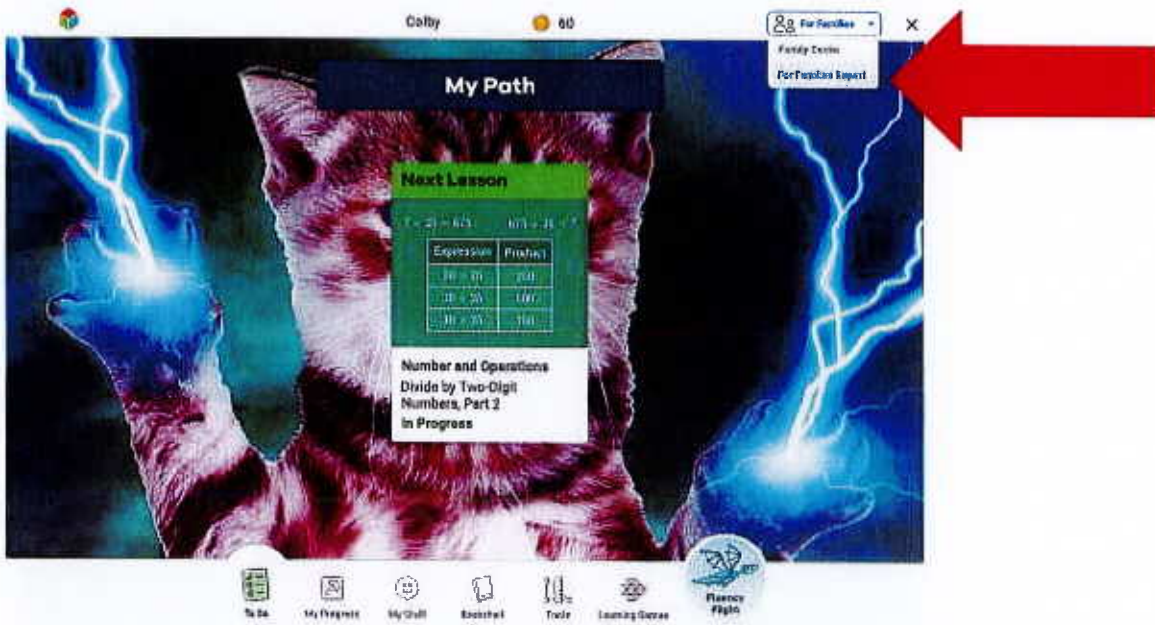 Colby
60
For Families
Family Center
For Families Report
My Path
Next Lesson
Expression Product
Number and Operations
Divide by Two-Digit
Numbers, Part 2
In Progress
To Do
My Progress
My Stuff
Bookshelf
Tools
Learning Games
Fluency
Flight